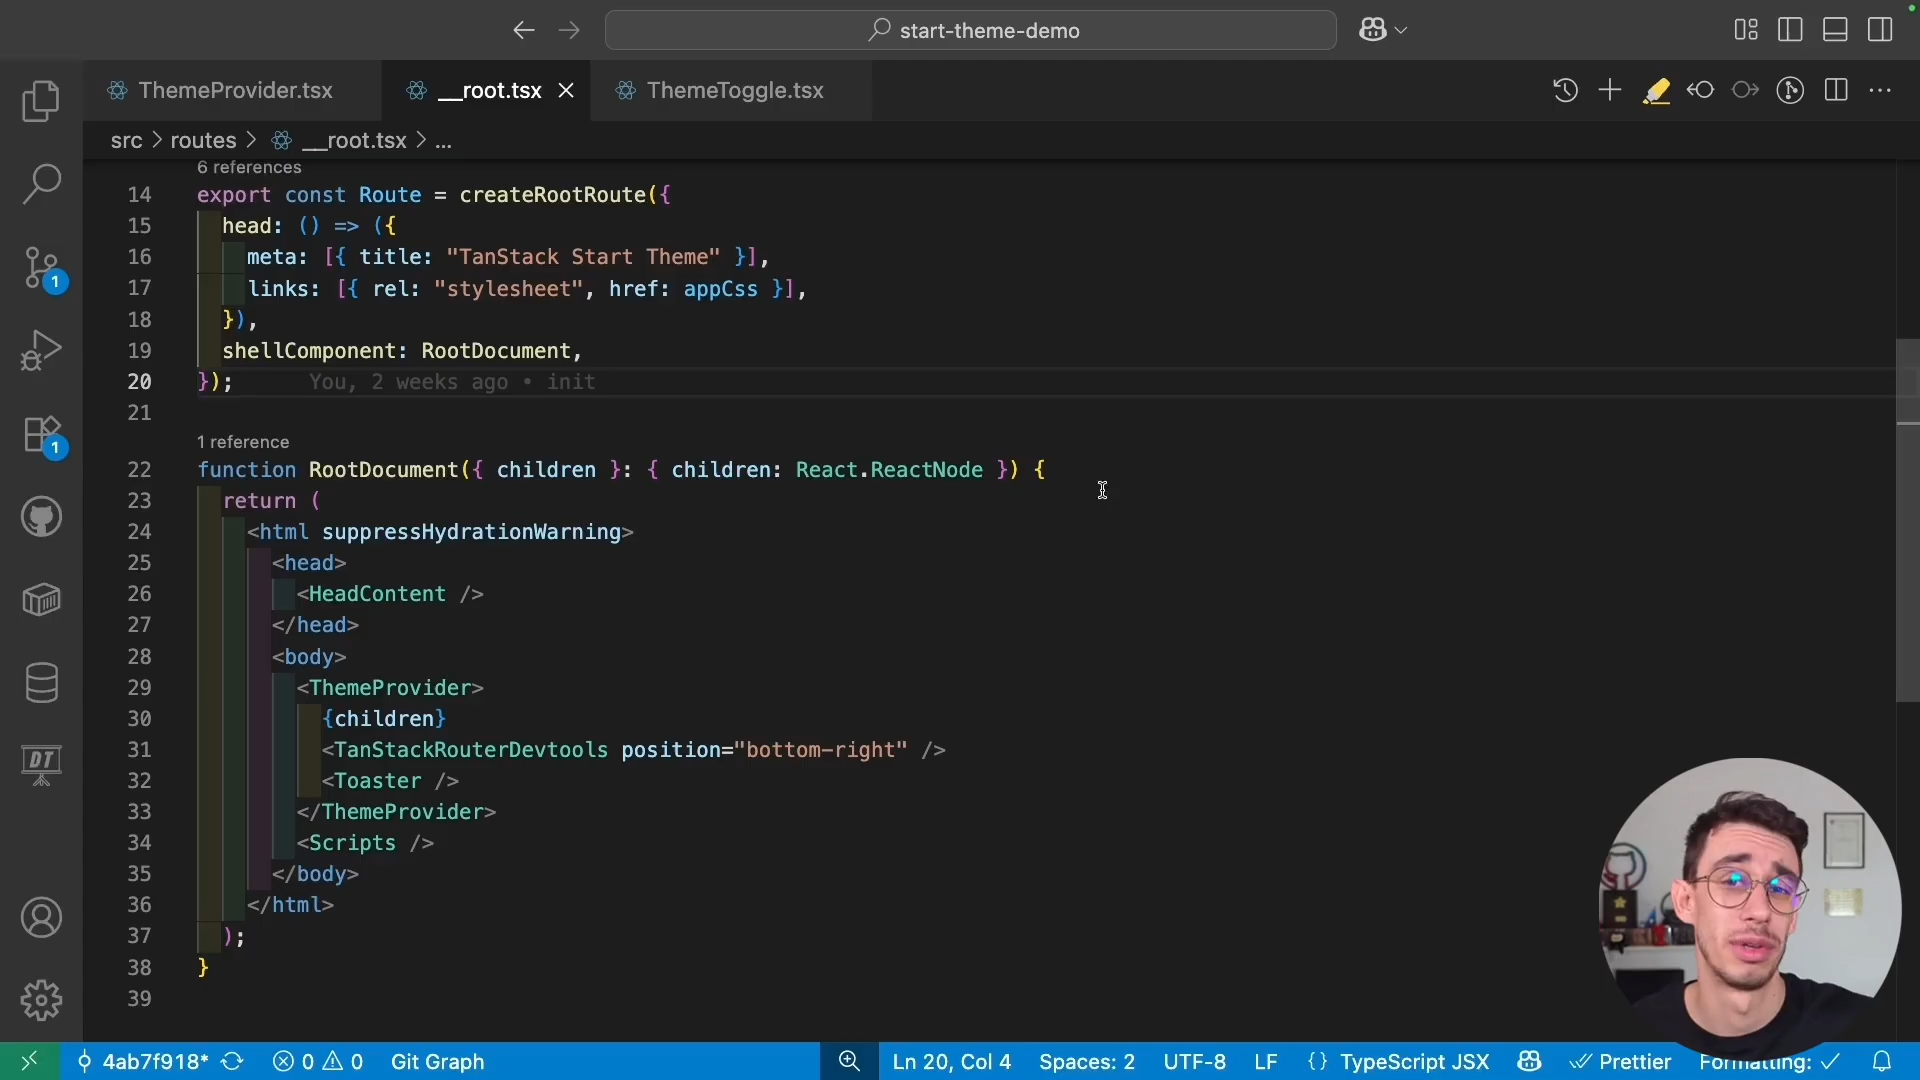 start-theme-demo
ThemeProvider.tsx
__root.tsx
ThemeToggle.tsx
src > routes > __root.tsx > ...
6 references
14 export const Route = createRootRoute({
15 head: () => ({
16 meta: [{ title: "TanStack Start Theme" }],
17 links: [{ rel: "stylesheet", href: appCss }],
18 }),
19 shellComponent: RootDocument,
20 }); You, 2 weeks ago • init
21
1 reference
22 function RootDocument({ children }: { children: React.ReactNode }) {
23 return (
24 <html suppressHydrationWarning>
25 <head>
26 <HeadContent />
27 </head>
28 <body>
29 <ThemeProvider>
30 {children}
31 <TanStackRouterDevtools position="bottom-right" />
32 <Toaster />
33 </ThemeProvider>
34 <Scripts />
35 </body>
36 </html>
37 );
38 }
39
1
1
DT
4ab7f918* 0 0 Git Graph Ln 20, Col 4 Spaces: 2 UTF-8 LF {} TypeScript JSX Prettier Formatting: ✓